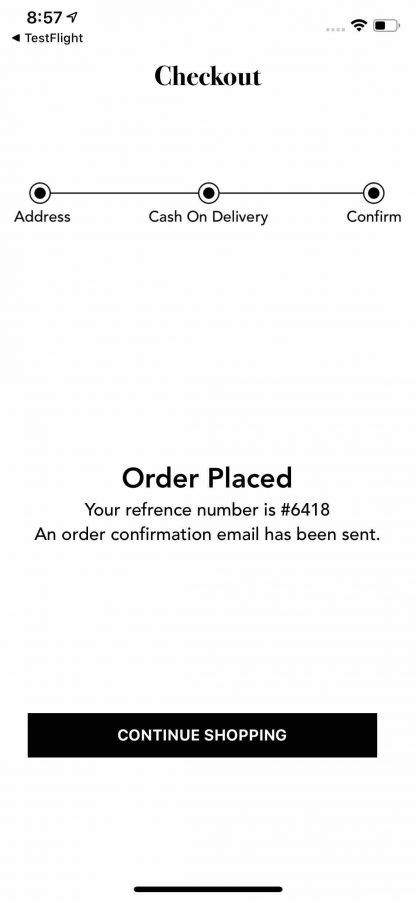 8:57
◀ TestFlight
Checkout
Address Cash On Delivery Confirm
Order Placed
Your refrence number is #6418
An order confirmation email has been sent.
CONTINUE SHOPPING